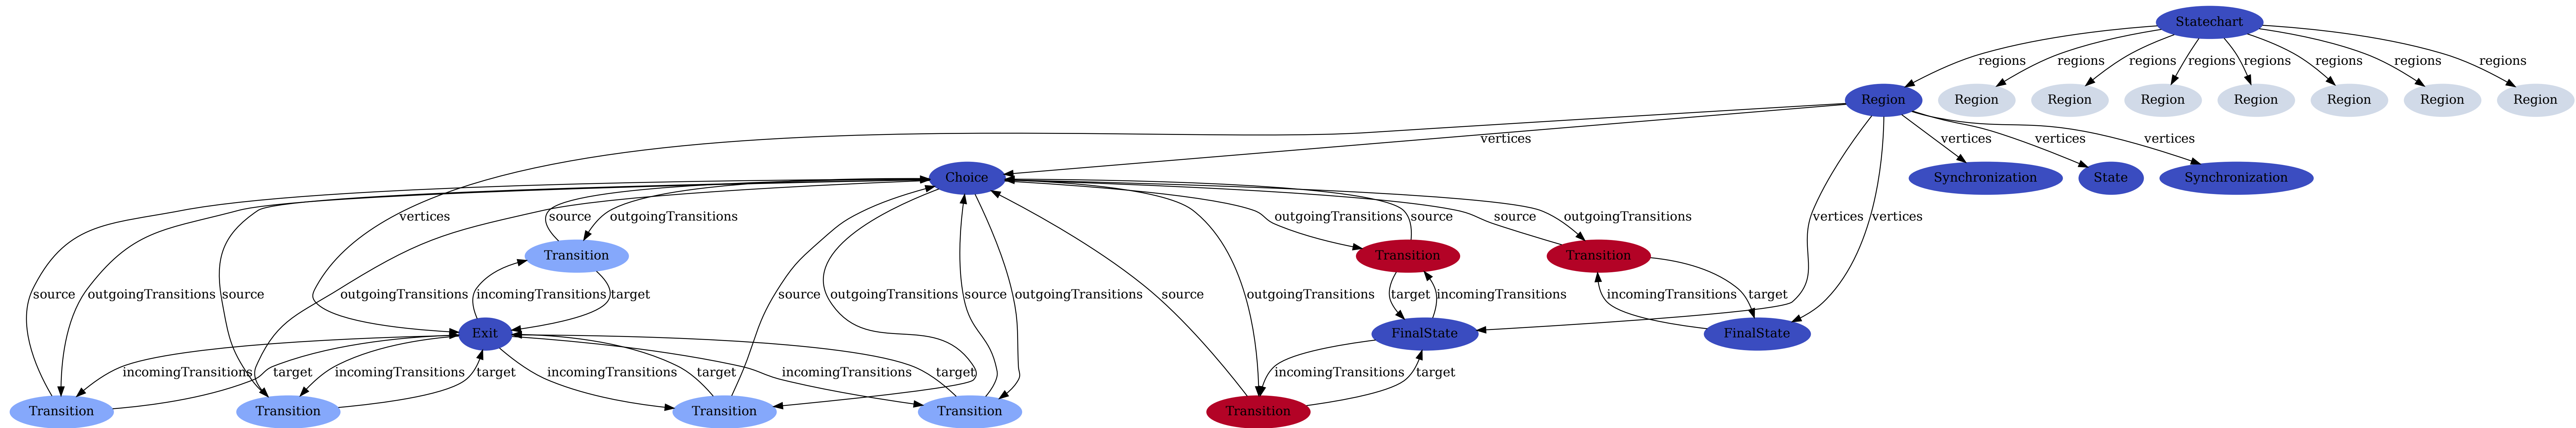 Statechart
regions regions regions regions regions regions regions regions
Region Region Region Region Region Region Region Region
vertices vertices vertices vertices
Choice Synchronization State Synchronization
vertices source outgoingTransitions outgoingTransitions source source outgoingTransitions vertices vertices
Transition Transition Transition
source outgoingTransitions source outgoingTransitions incomingTransitions target source outgoingTransitions source outgoingTransitions source outgoingTransitions target incomingTransitions incomingTransitions target
Exit FinalState FinalState
incomingTransitions target incomingTransitions target incomingTransitions target incomingTransitions target incomingTransitions target
Transition Transition Transition Transition Transition